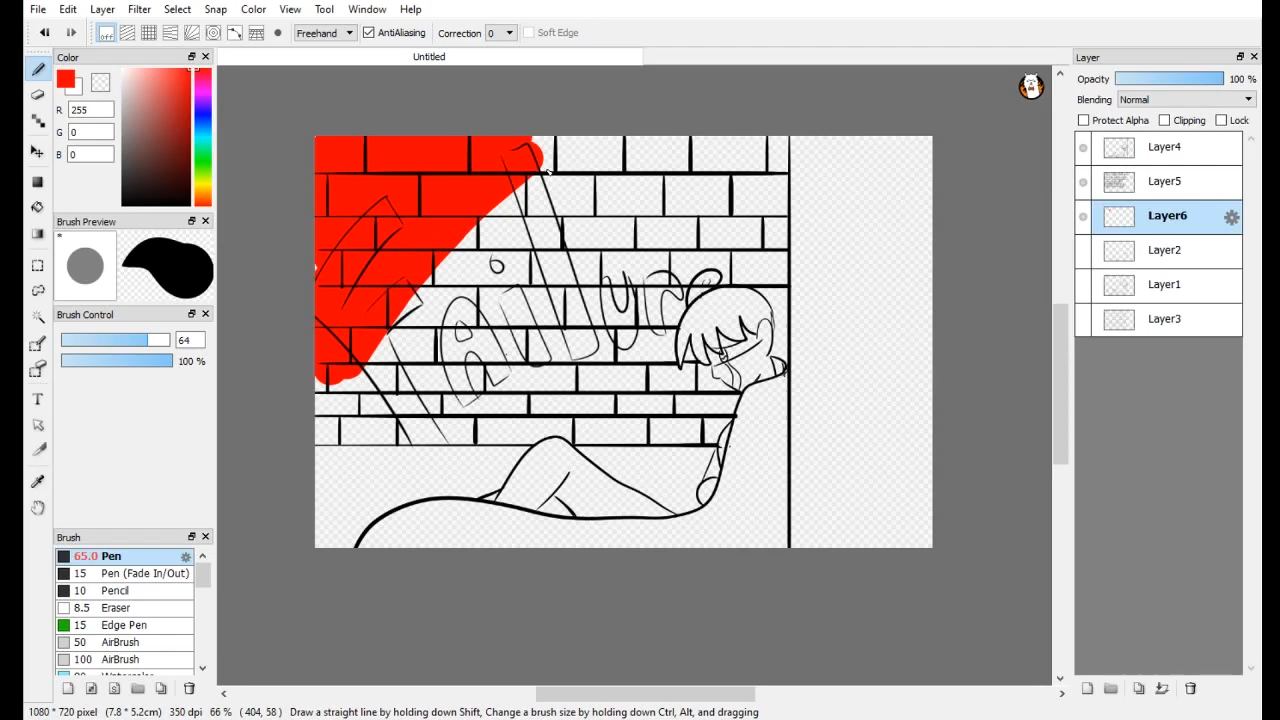 File Edit Layer Filter Select Snap Color View Tool Window Help
off Freehand AntiAliasing Correction 0 Soft Edge
Color
Untitled
Layer
Opacity 100 %
Blending Normal
Protect Alpha Clipping Lock
R 255
G 0
B 0
Layer4
Layer5
Layer6
Layer2
Layer1
Layer3
Brush Preview
*
Brush Control
64
100 %
T
Brush
65.0 Pen
15 Pen (Fade In/Out)
10 Pencil
8.5 Eraser
15 Edge Pen
50 AirBrush
100 AirBrush
1080 * 720 pixel (7.8 * 5.2cm) 350 dpi 66 % ( 404, 58 ) Draw a straight line by holding down Shift, Change a brush size by holding down Ctrl, Alt, and dragging